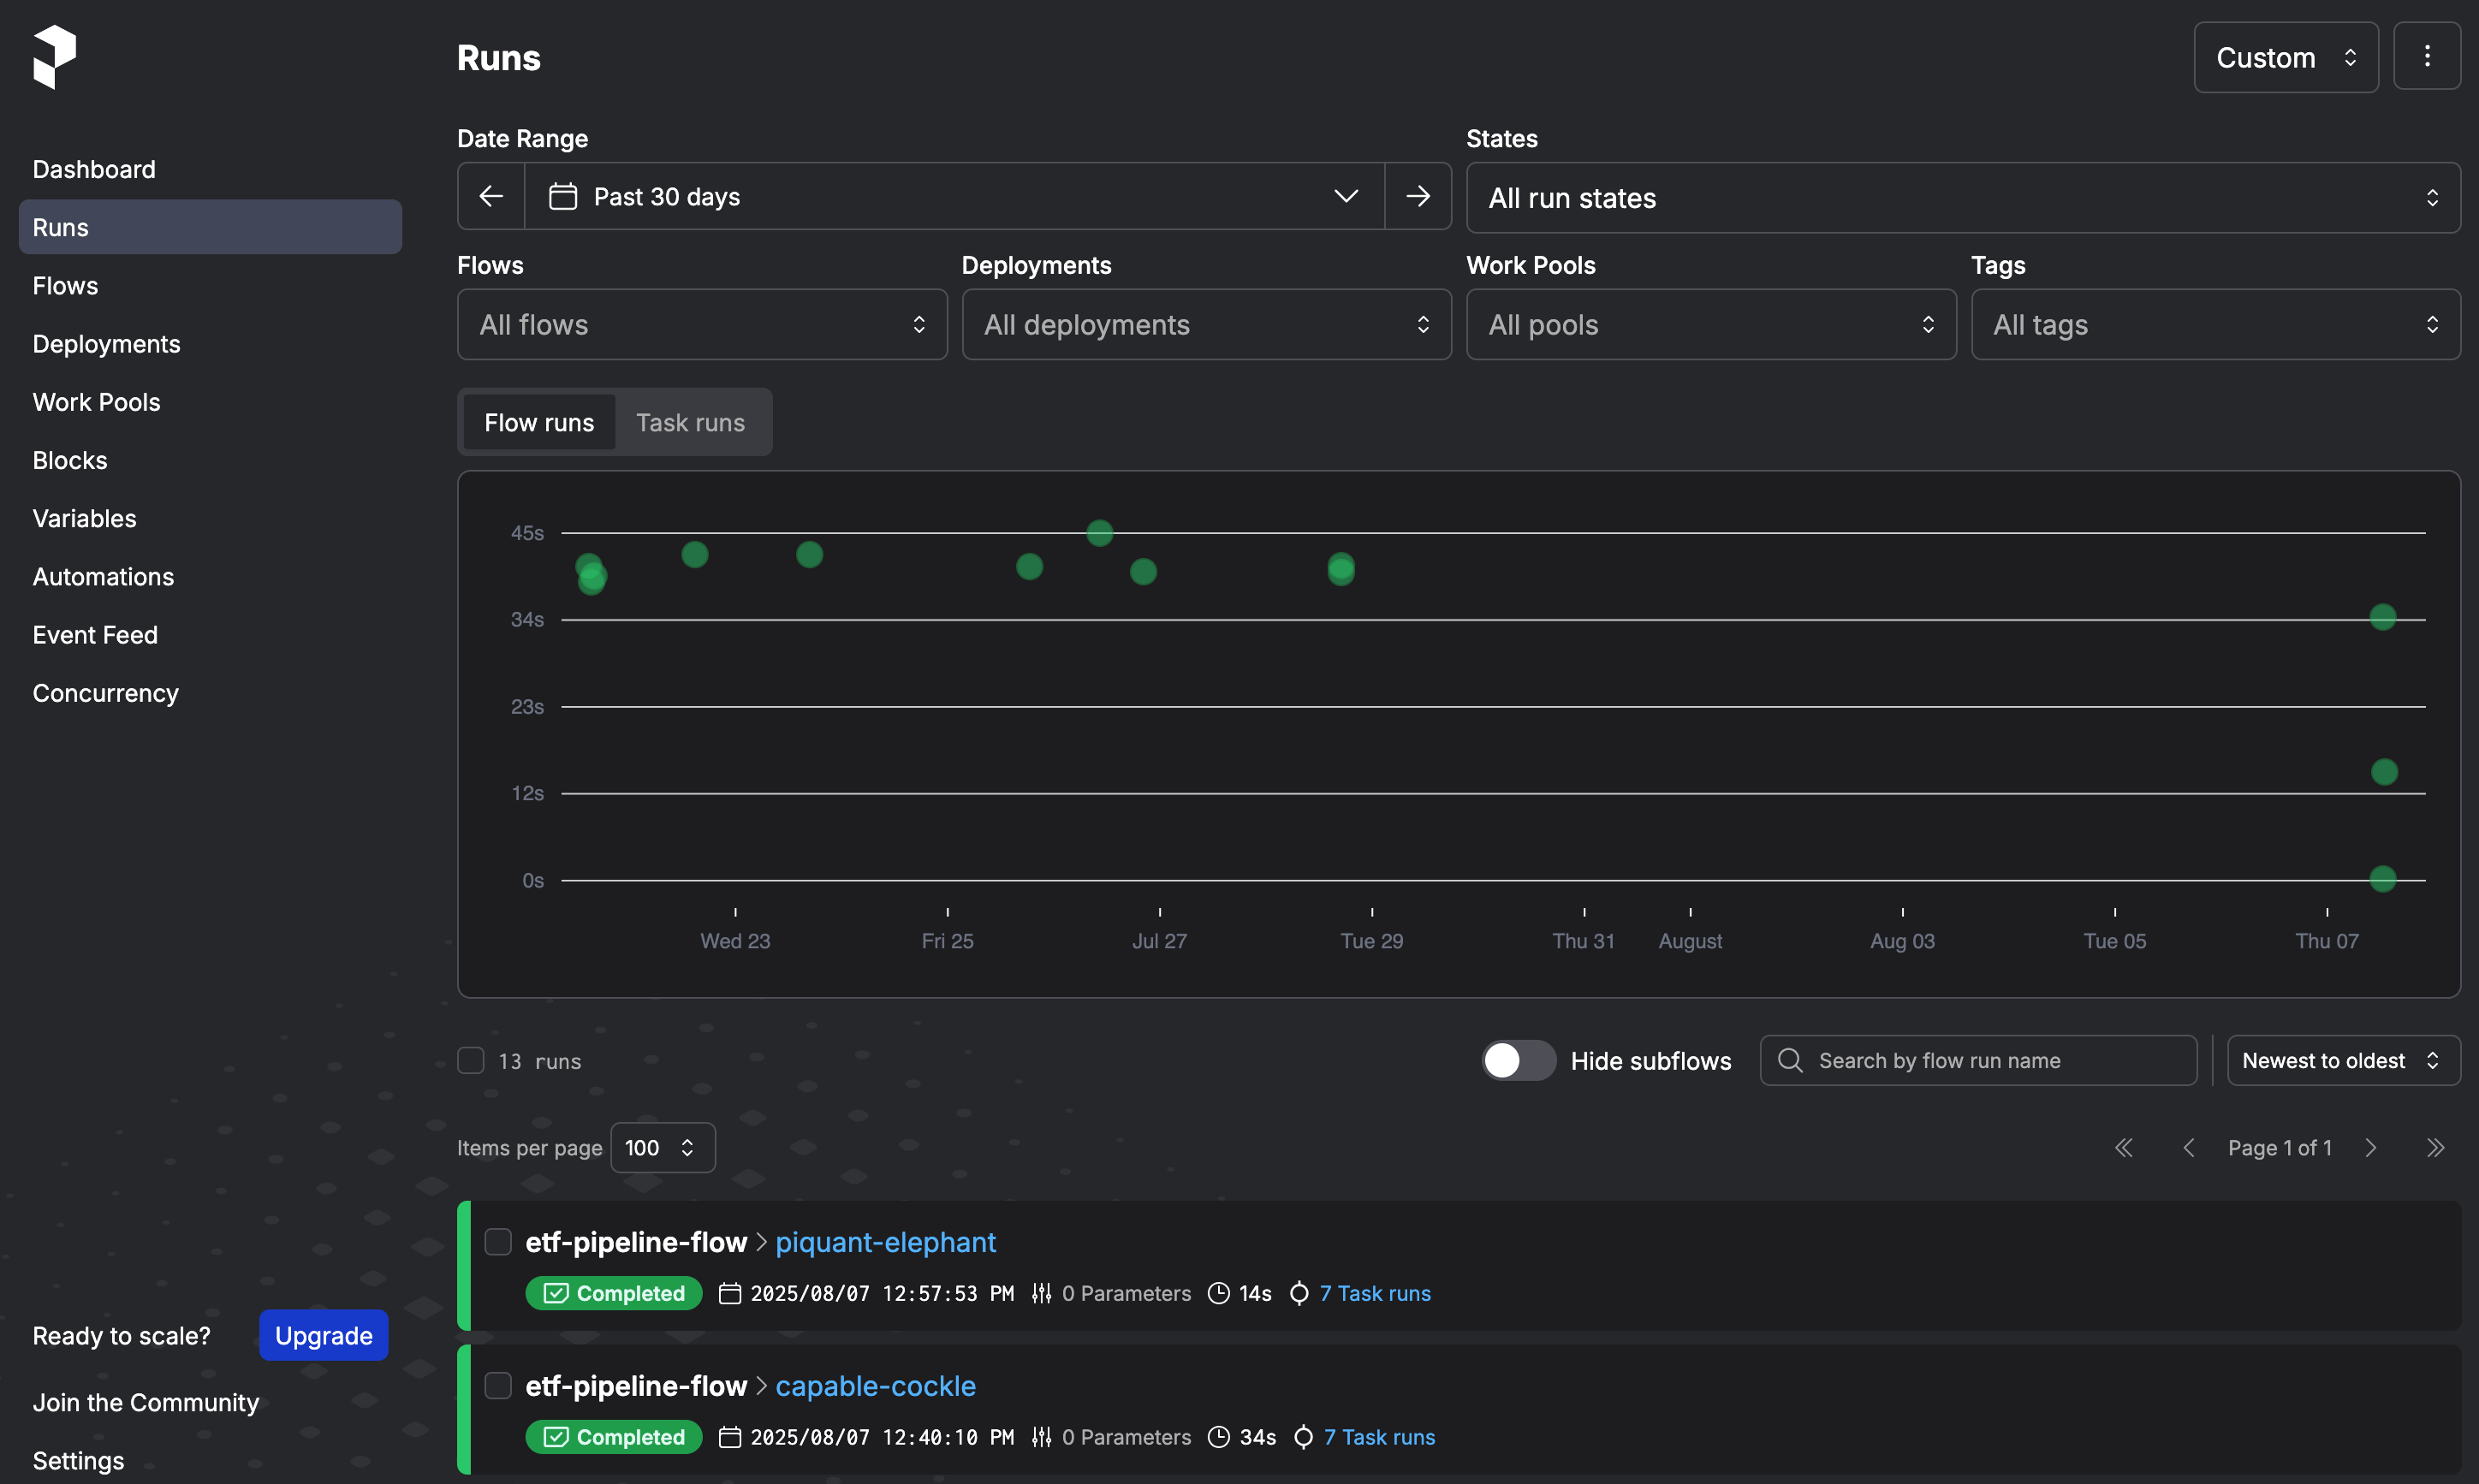 Runs
Custom
Dashboard
Runs
Flows
Deployments
Work Pools
Blocks
Variables
Automations
Event Feed
Concurrency
Ready to scale? Upgrade
Join the Community
Settings
Date Range
Past 30 days
States
All run states
Flows
All flows
Deployments
All deployments
Work Pools
All pools
Tags
All tags
Flow runs Task runs
45s
34s
23s
12s
0s
Wed 23 Fri 25 Jul 27 Tue 29 Thu 31 August Aug 03 Tue 05 Thu 07
13 runs Hide subflows Search by flow run name Newest to oldest
Items per page 100 Page 1 of 1
etf-pipeline-flow > piquant-elephant
Completed 2025/08/07 12:57:53 PM 0 Parameters 14s 7 Task runs
etf-pipeline-flow > capable-cockle
Completed 2025/08/07 12:40:10 PM 0 Parameters 34s 7 Task runs